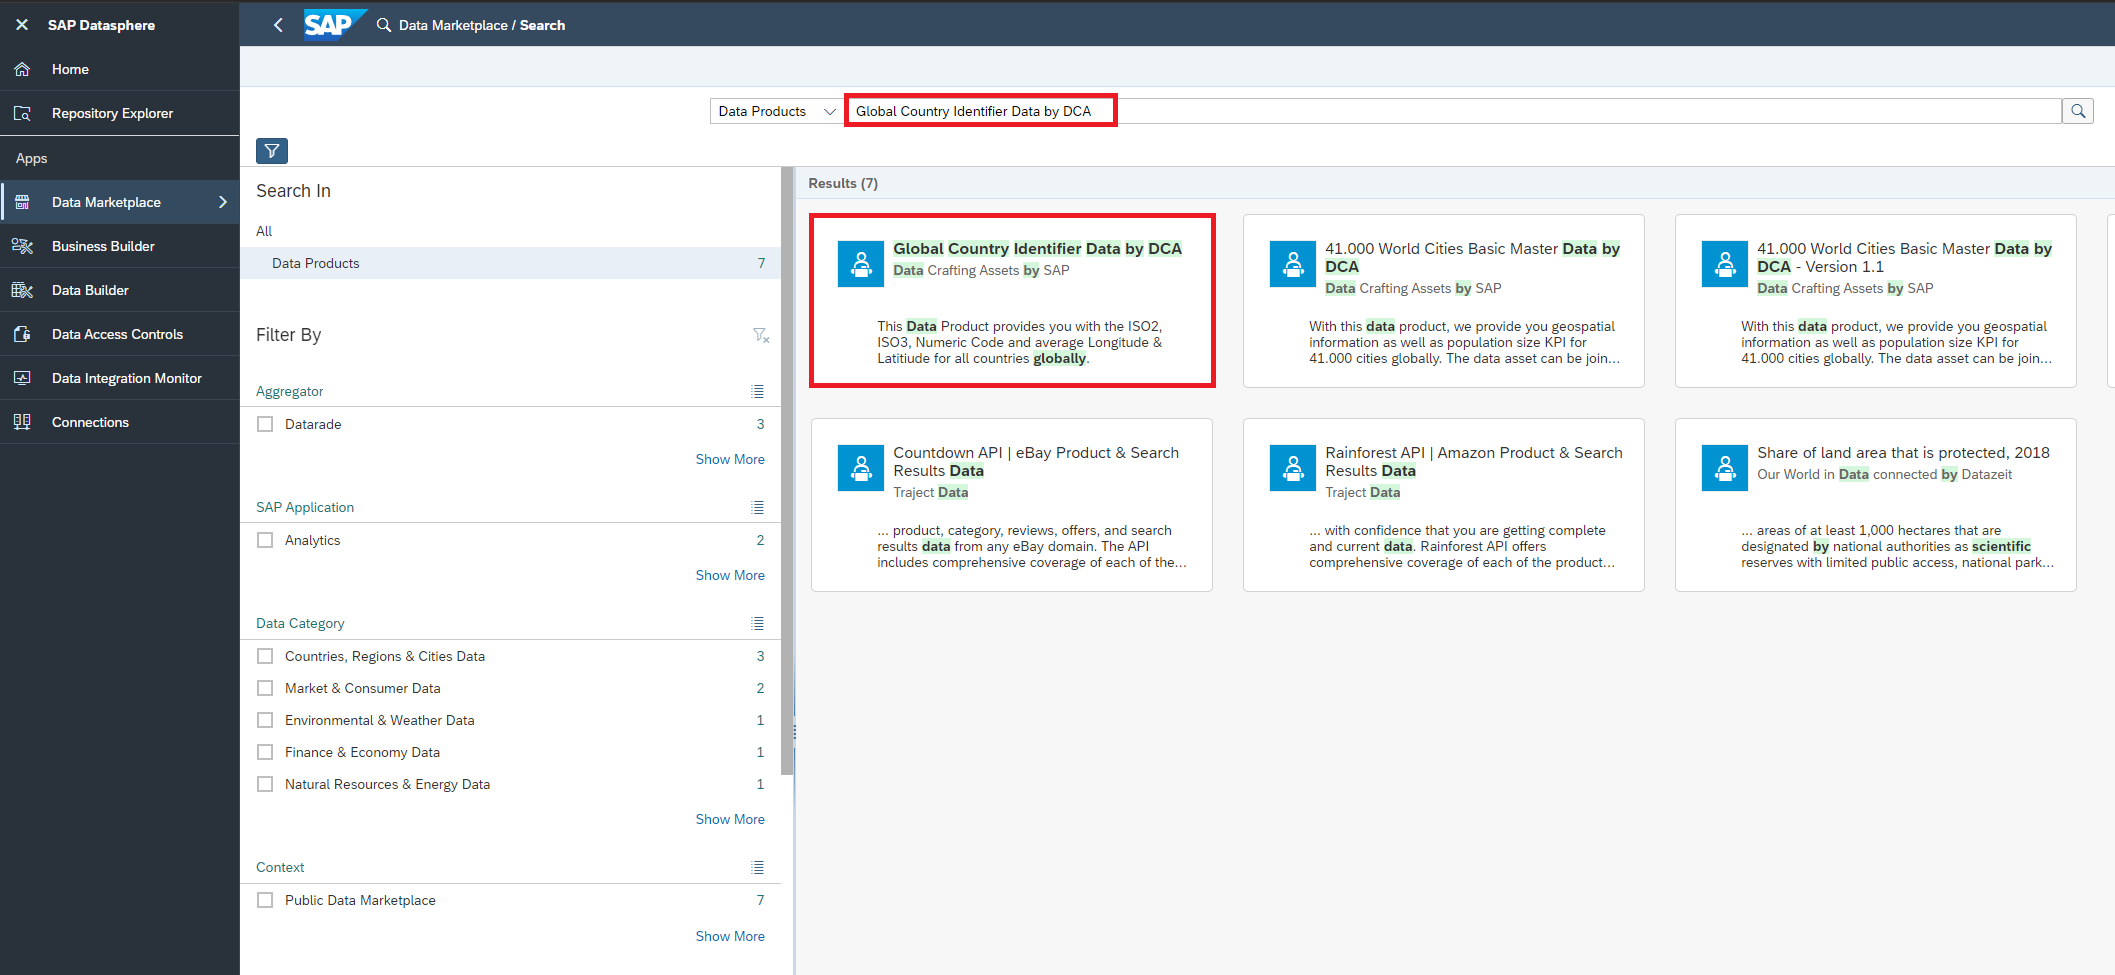 SAP Datasphere
Home
Repository Explorer
Apps
Data Marketplace
Business Builder
Data Builder
Data Access Controls
Data Integration Monitor
Connections
SAP
Data Marketplace / Search
Data Products
Global Country Identifier Data by DCA
Search In
All
Data Products 7
Filter By
Aggregator
Datarade 3
Show More
SAP Application
Analytics 2
Show More
Data Category
Countries, Regions & Cities Data 3
Market & Consumer Data 2
Environmental & Weather Data 1
Finance & Economy Data 1
Natural Resources & Energy Data 1
Show More
Context
Public Data Marketplace 7
Show More
Results (7)
Global Country Identifier Data by DCA
Data Crafting Assets by SAP
This Data Product provides you with the ISO2,
ISO3, Numeric Code and average Longitude &
Latitiude for all countries globally.
41.000 World Cities Basic Master Data by
DCA
Data Crafting Assets by SAP
With this data product, we provide you geospatial
information as well as population size KPI for
41.000 cities globally. The data asset can be join...
41.000 World Cities Basic Master Data by
DCA - Version 1.1
Data Crafting Assets by SAP
With this data product, we provide you geospatial
information as well as population size KPI for
41.000 cities globally. The data asset can be join...
Countdown API | eBay Product & Search
Results Data
Traject Data
... product, category, reviews, offers, and search
results data from any eBay domain. The API
includes comprehensive coverage of each of the...
Rainforest API | Amazon Product & Search
Results Data
Traject Data
... with confidence that you are getting complete
and current data. Rainforest API offers
comprehensive coverage of each of the product...
Share of land area that is protected, 2018
Our World in Data connected by Datazeit
... areas of at least 1,000 hectares that are
designated by national authorities as scientific
reserves with limited public access, national park...